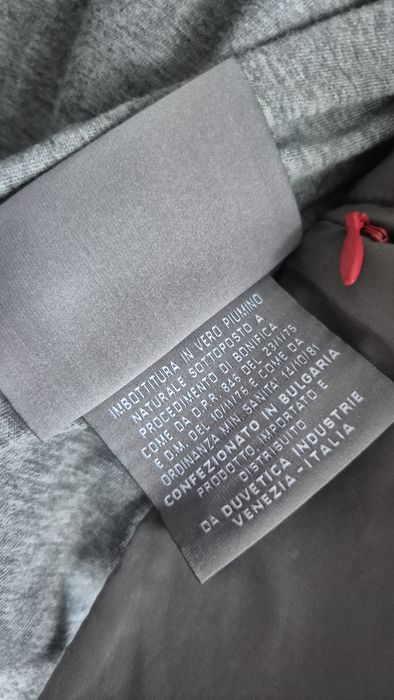 IMBOTTITURA IN VERO PIUMINO
NATURALE SOTTOPOSTO A
PROCEDIMENTO DI BONIFICA
COME DA D.P.R. 845 DEL 23/11/75
E D.M. DEL 10/11/76 E COME DA
ORDINANZA MIN. SANITA' 14/10/81
CONFEZIONATO IN BULGARIA
PRODOTTO IMPORTATO E
DISTRIBUITO
DA DUVETICA INDUSTRIE
VENEZIA - ITALIA